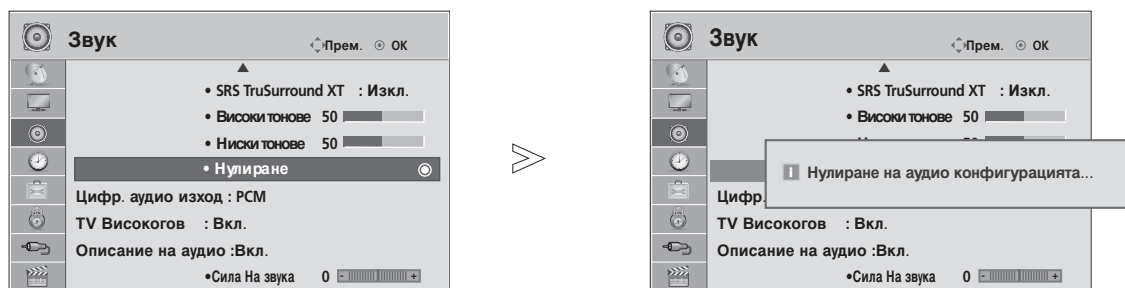 Звук
Прем. OK
• SRS TruSurround XT : Изкл.
• Високи тонове 50
• Ниски тонове 50
• Нулиране
Цифр. аудио изход : PCM
TV Високогов : Вкл.
Описание на аудио :Вкл.
•Сила На звука 0 - +
Звук
Прем. OK
• SRS TruSurround XT : Изкл.
• Високи тонове 50
Нулиране на аудио конфигурацията...
Цифр.
TV Високогов : Вкл.
Описание на аудио :Вкл.
•Сила На звука 0 - +